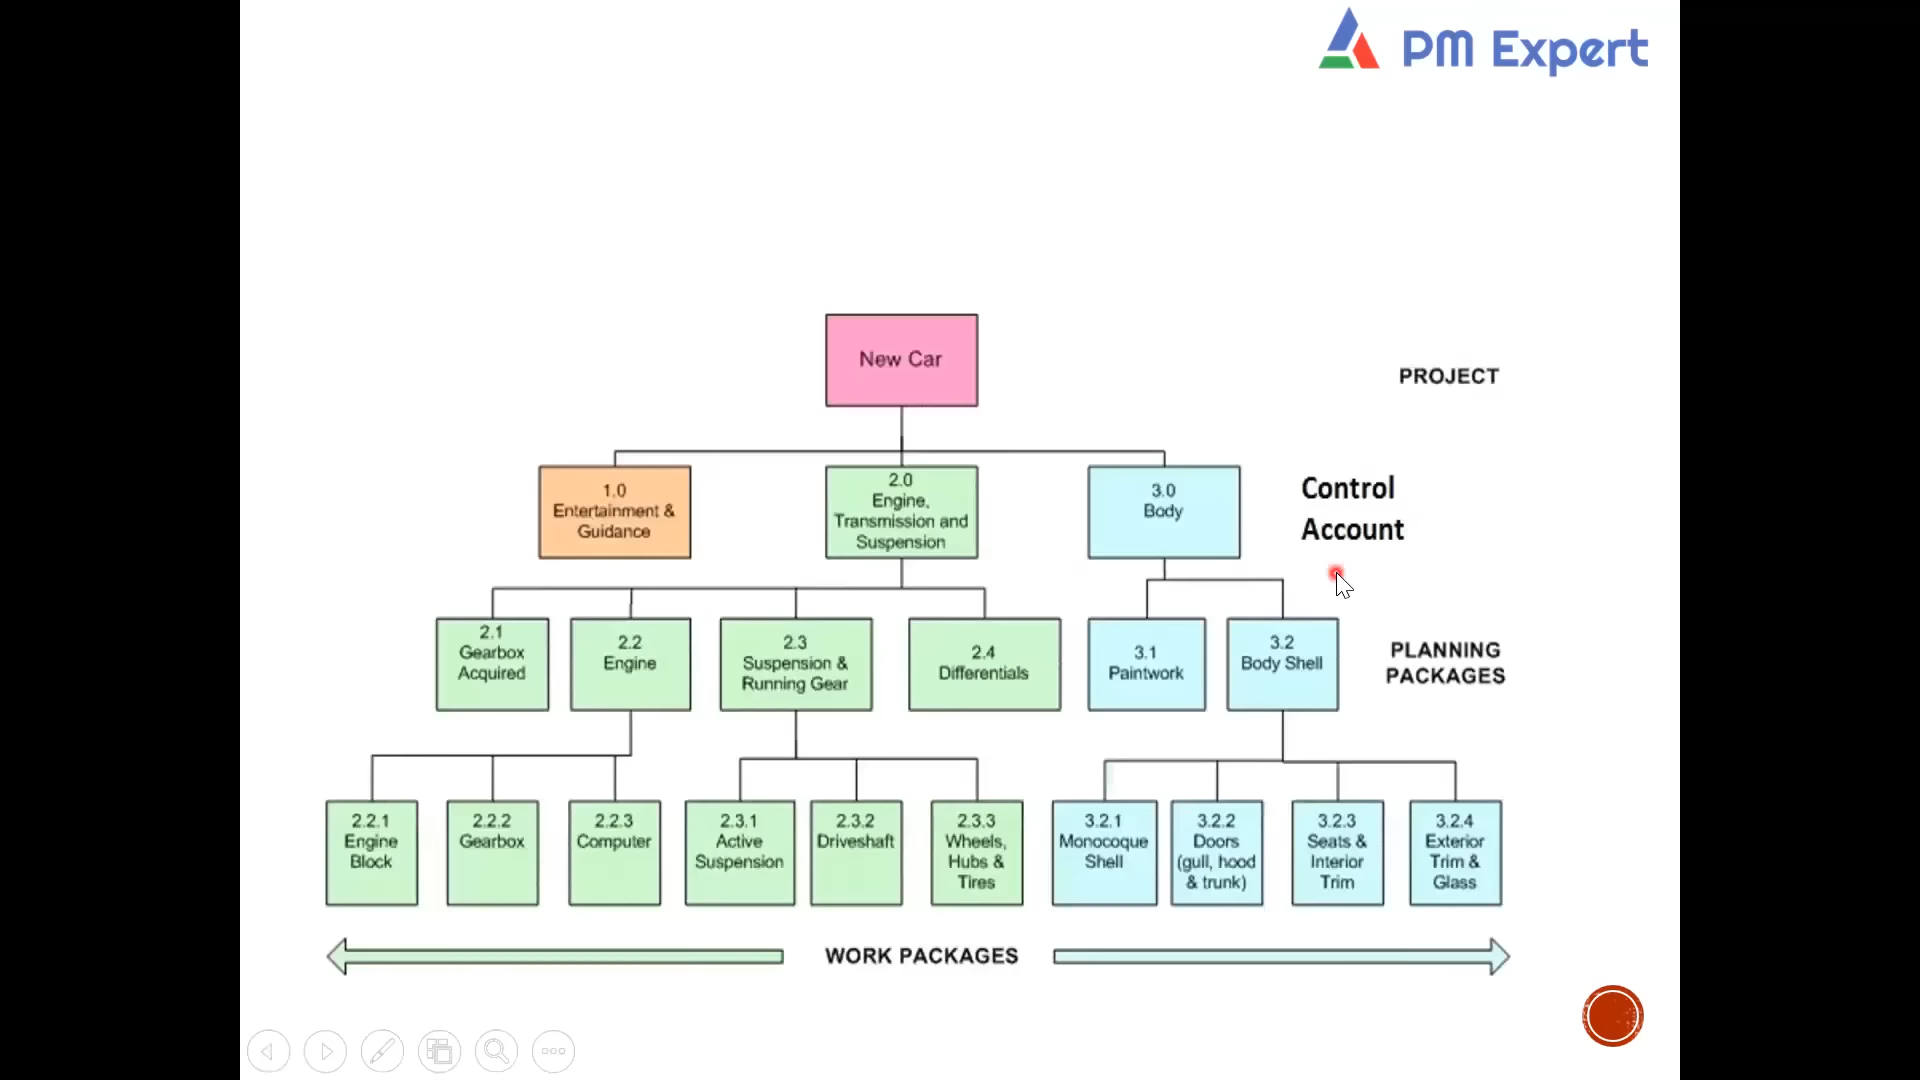 PM Expert
New Car
PROJECT
1.0
Entertainment &
Guidance
2.0
Engine,
Transmission and
Suspension
3.0
Body
Control
Account
2.1
Gearbox
Acquired
2.2
Engine
2.3
Suspension &
Running Gear
2.4
Differentials
3.1
Paintwork
3.2
Body Shell
PLANNING
PACKAGES
2.2.1
Engine
Block
2.2.2
Gearbox
2.2.3
Computer
2.3.1
Active
Suspension
2.3.2
Driveshaft
2.3.3
Wheels,
Hubs &
Tires
3.2.1
Monocoque
Shell
3.2.2
Doors
(gull, hood
& trunk)
3.2.3
Seats &
Interior
Trim
3.2.4
Exterior
Trim &
Glass
WORK PACKAGES